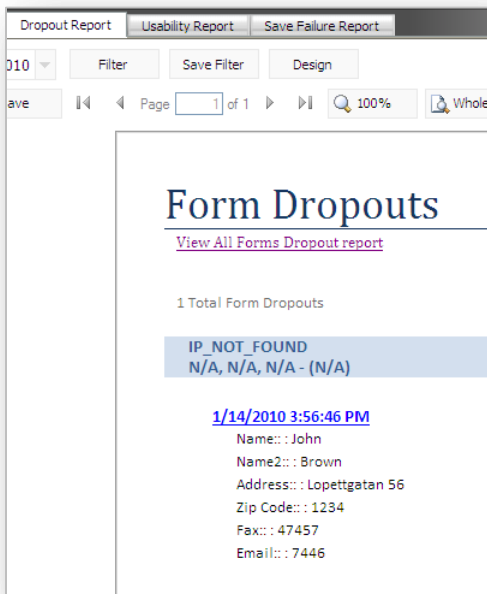 Dropout Report Usability Report Save Failure Report
010 Filter Save Filter Design
ave Page 1 of 1 100% Whole
Form Dropouts
View All Forms Dropout report
1 Total Form Dropouts
IP_NOT_FOUND
N/A, N/A, N/A - (N/A)
1/14/2010 3:56:46 PM
Name:: : John
Name2:: : Brown
Address:: : Lopettgatan 56
Zip Code:: : 1234
Fax:: : 47457
Email:: : 7446